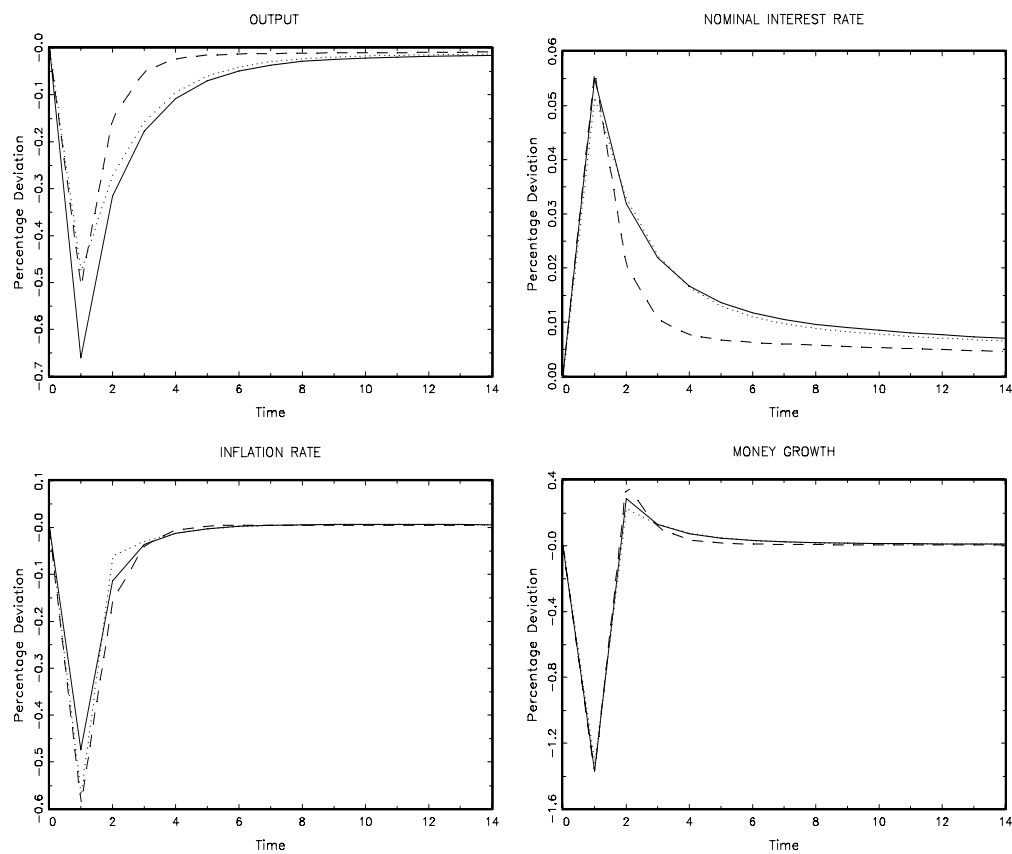 OUTPUT
Percentage Deviation
-0.0
-0.1
-0.2
-0.3
-0.4
-0.5
-0.6
-0.7
0 2 4 6 8 10 12 14
Time
NOMINAL INTEREST RATE
Percentage Deviation
0.06
0.05
0.04
0.03
0.02
0.01
0.00
0 2 4 6 8 10 12 14
Time
INFLATION RATE
Percentage Deviation
0.1
-0.0
-0.1
-0.2
-0.3
-0.4
-0.5
-0.6
0 2 4 6 8 10 12 14
Time
MONEY GROWTH
Percentage Deviation
0.4
-0.0
-0.4
-0.8
-1.2
-1.6
0 2 4 6 8 10 12 14
Time